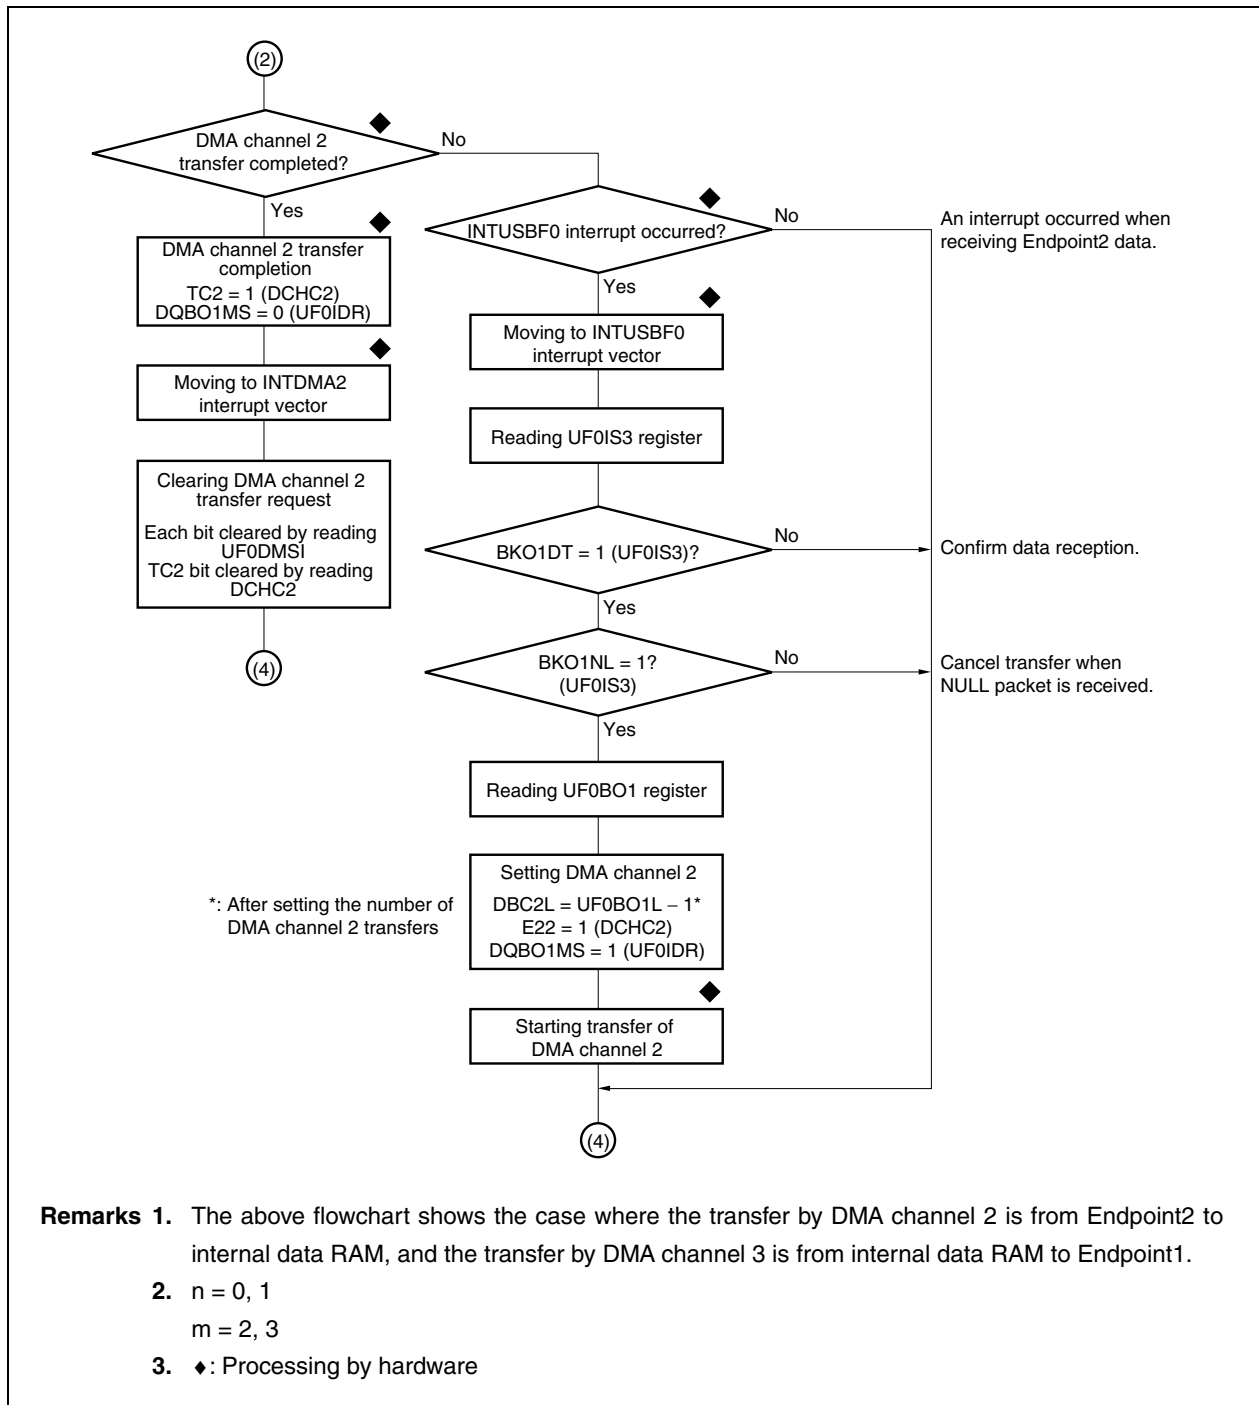 (2)
DMA channel 2
transfer completed?
No
Yes
DMA channel 2 transfer
completion
TC2 = 1 (DCHC2)
DQBO1MS = 0 (UF0IDR)
Moving to INTDMA2
interrupt vector
Clearing DMA channel 2
transfer request
Each bit cleared by reading
UF0DMSI
TC2 bit cleared by reading
DCHC2
(4)
INTUSBF0 interrupt occurred?
No
An interrupt occurred when
receiving Endpoint2 data.
Yes
Moving to INTUSBF0
interrupt vector
Reading UF0IS3 register
BKO1DT = 1 (UF0IS3)?
No
Confirm data reception.
Yes
BKO1NL = 1?
(UF0IS3)
No
Cancel transfer when
NULL packet is received.
Yes
Reading UF0BO1 register
Setting DMA channel 2
DBC2L = UF0BO1L − 1*
E22 = 1 (DCHC2)
DQBO1MS = 1 (UF0IDR)
*: After setting the number of
DMA channel 2 transfers
Starting transfer of
DMA channel 2
(4)
Remarks 1. The above flowchart shows the case where the transfer by DMA channel 2 is from Endpoint2 to
internal data RAM, and the transfer by DMA channel 3 is from internal data RAM to Endpoint1.
2. n = 0, 1
m = 2, 3
3. ♦: Processing by hardware